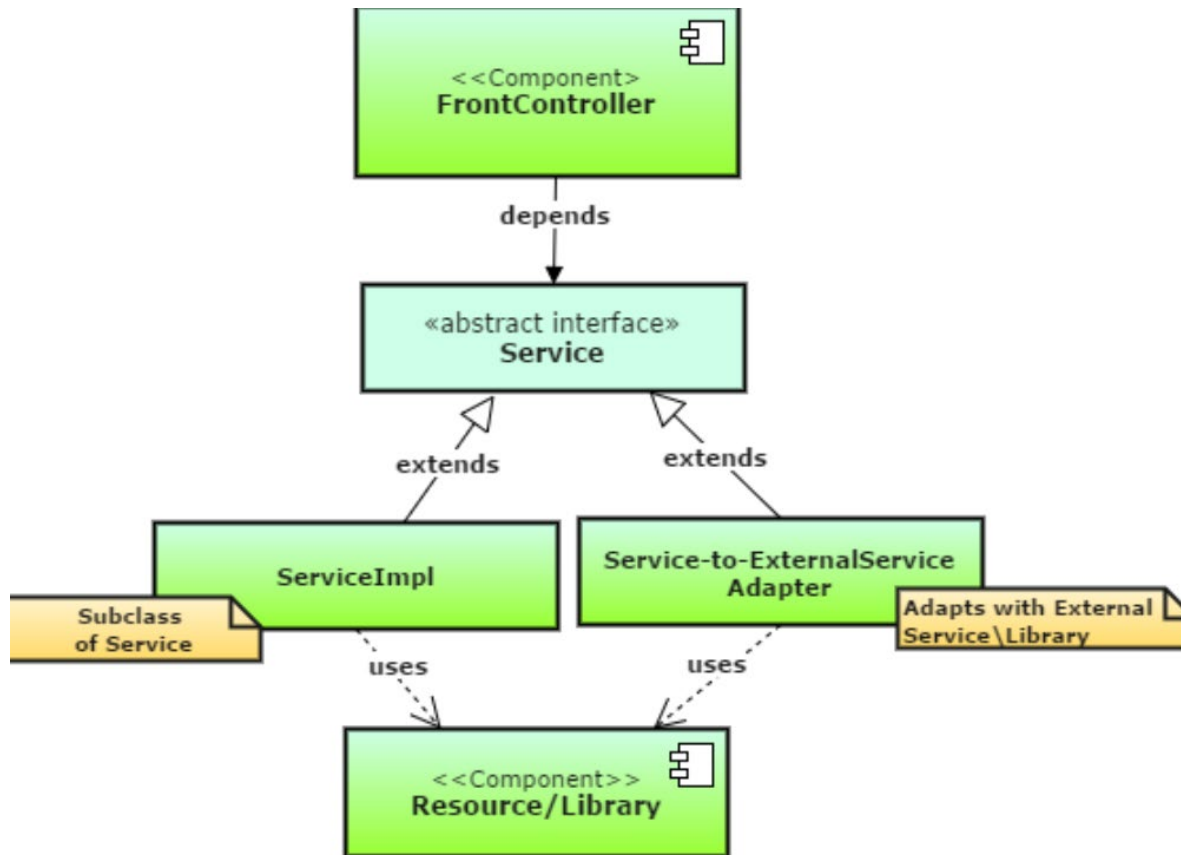 <<Component>
FrontController
depends
«abstract interface»
Service
extends
extends
ServiceImpl
Service-to-ExternalService
Adapter
Subclass
of Service
Adapts with External
Service\Library
uses
uses
<<Component>>
Resource/Library